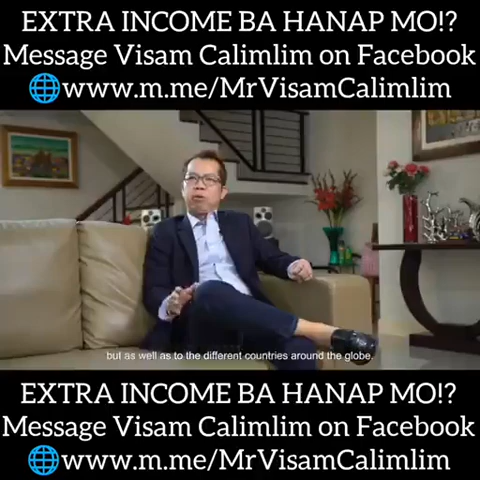 EXTRA INCOME BA HANAP MO!?
Message Visam Calimlim on Facebook
🌐www.m.me/MrVisamCalimlim
but as well as to the different countries around the globe.
EXTRA INCOME BA HANAP MO!?
Message Visam Calimlim on Facebook
🌐www.m.me/MrVisamCalimlim